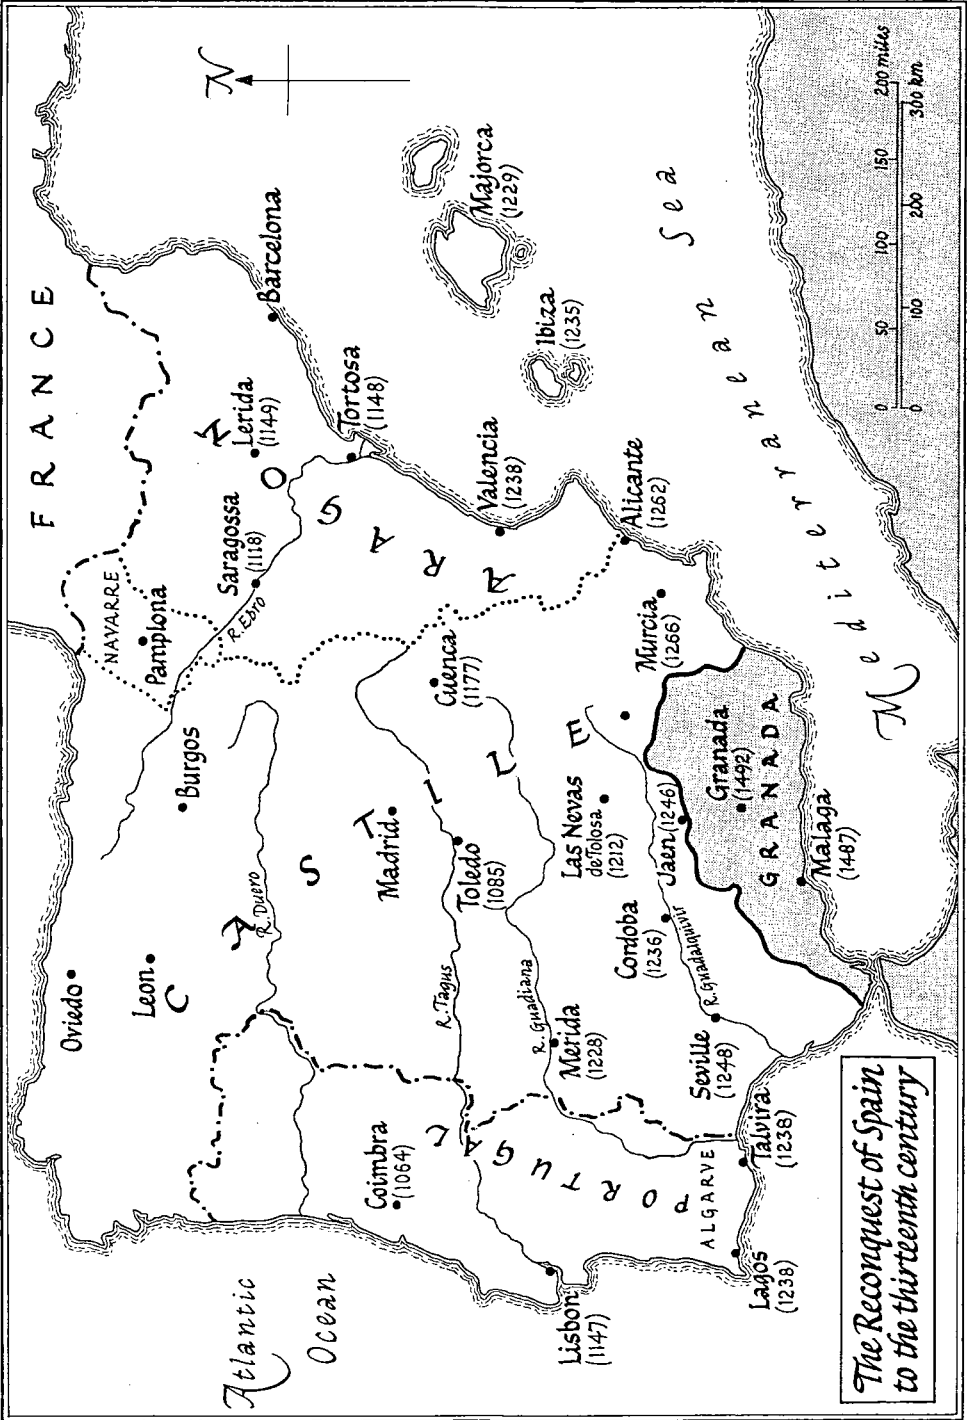 The Reconquest of Spain
to the thirteenth century
N
FRANCE
Atlantic
Ocean
Mediterranean Sea
NAVARRE
Pamplona
Oviedo
Leon
Burgos
CASTILE
ARAGON
PORTUGAL
ALGARVE
GRANADA
Barcelona
Lerida
(1149)
Tortosa
(1148)
Saragossa
(1118)
R. Ebro
R. Duero
Madrid
Toledo
(1085)
R. Tagus
Cuenca
(1177)
Valencia
(1238)
Alicante
(1262)
Murcia
(1266)
Majorca
(1229)
Ibiza
(1235)
Coimbra
(1064)
Lisbon
(1147)
Merida
(1228)
R. Guadiana
Las Nevas
de Tolosa
(1212)
Jaen (1246)
Cordoba
(1236)
R. Guadalquivir
Seville
(1248)
Granada
(1492)
Malaga
(1487)
Talvira
(1238)
Lagos
(1238)
0 50 100 150 200 miles
0 100 200 300 km